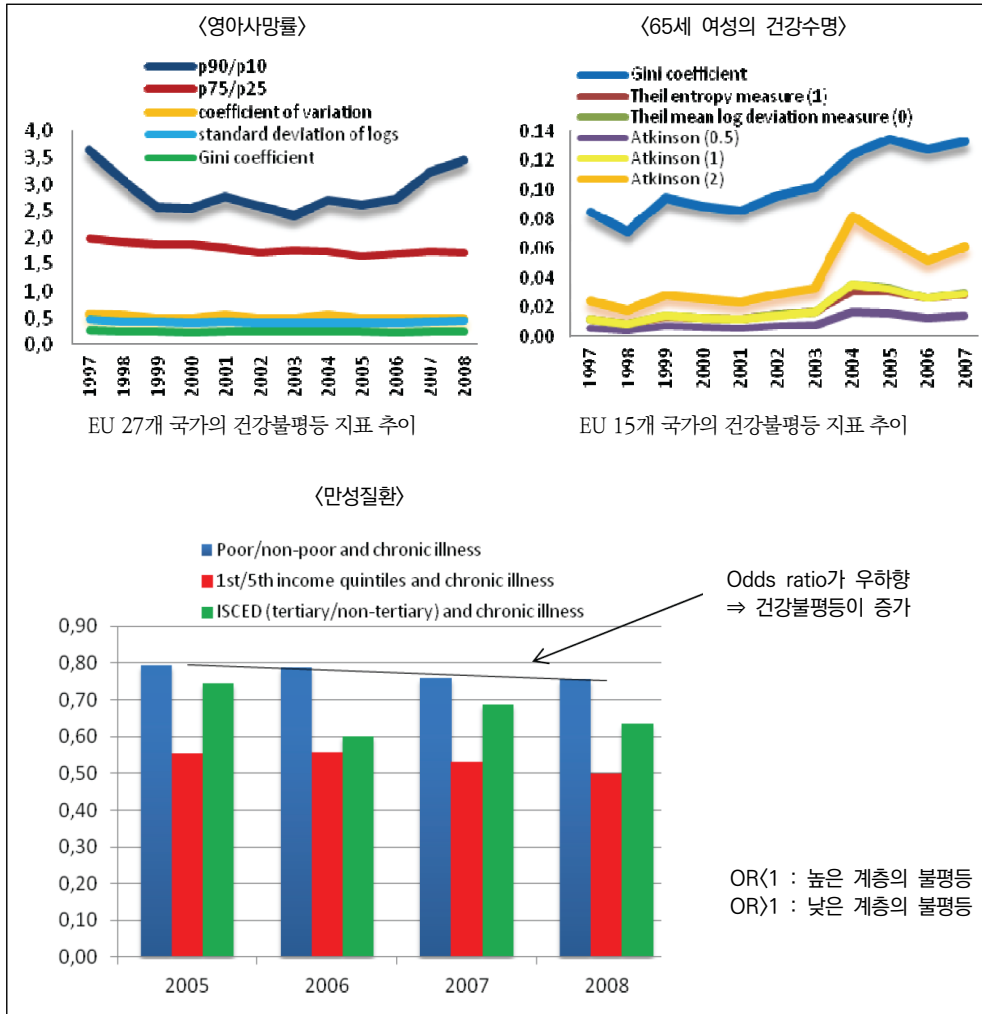 〈영아사망률〉
p90/p10
p75/p25
coefficient of variation
standard deviation of logs
Gini coefficient
4,0
3,5
3,0
2,5
2,0
1,5
1,0
0,5
0,0
1997
1998
1999
2000
2001
2002
2003
2004
2005
2006
2007
2008
EU 27개 국가의 건강불평등 지표 추이
〈65세 여성의 건강수명〉
Gini coefficient
Theil entropy measure (1)
Theil mean log deviation measure (0)
Atkinson (0.5)
Atkinson (1)
Atkinson (2)
0.14
0,12
0,10
0,08
0,06
0,04
0,02
0,00
1997
1998
1999
2000
2001
2002
2003
2004
2005
2006
2007
EU 15개 국가의 건강불평등 지표 추이
〈만성질환〉
Poor/non-poor and chronic illness
1st/5th income quintiles and chronic illness
ISCED (tertiary/non-tertiary) and chronic illness
Odds ratio가 우하향
⇒ 건강불평등이 증가
0,90
0,80
0,70
0,60
0,50
0,40
0,30
0,20
0,10
0,00
2005
2006
2007
2008
OR〈1 : 높은 계층의 불평등
OR〉1 : 낮은 계층의 불평등